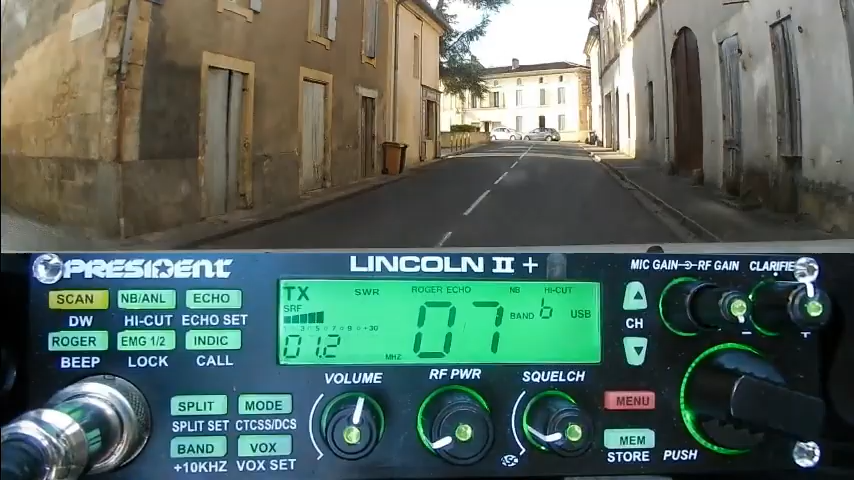 PRESIDENT LINCOLN II + MIC GAIN RF GAIN CLARIFIER
SCAN NB/ANL ECHO
DW HI-CUT ECHO SET
ROGER EMG 1/2 INDIC
BEEP LOCK CALL
TX SWR ROGER ECHO NB HI-CUT
SRF
07 BAND 6 USB
01.2 MHZ
CH
VOLUME RF PWR SQUELCH
SPLIT MODE
SPLIT SET CTCSS/DCS
BAND VOX
+10KHZ VOX SET
ASC
MENU
MEM
STORE PUSH